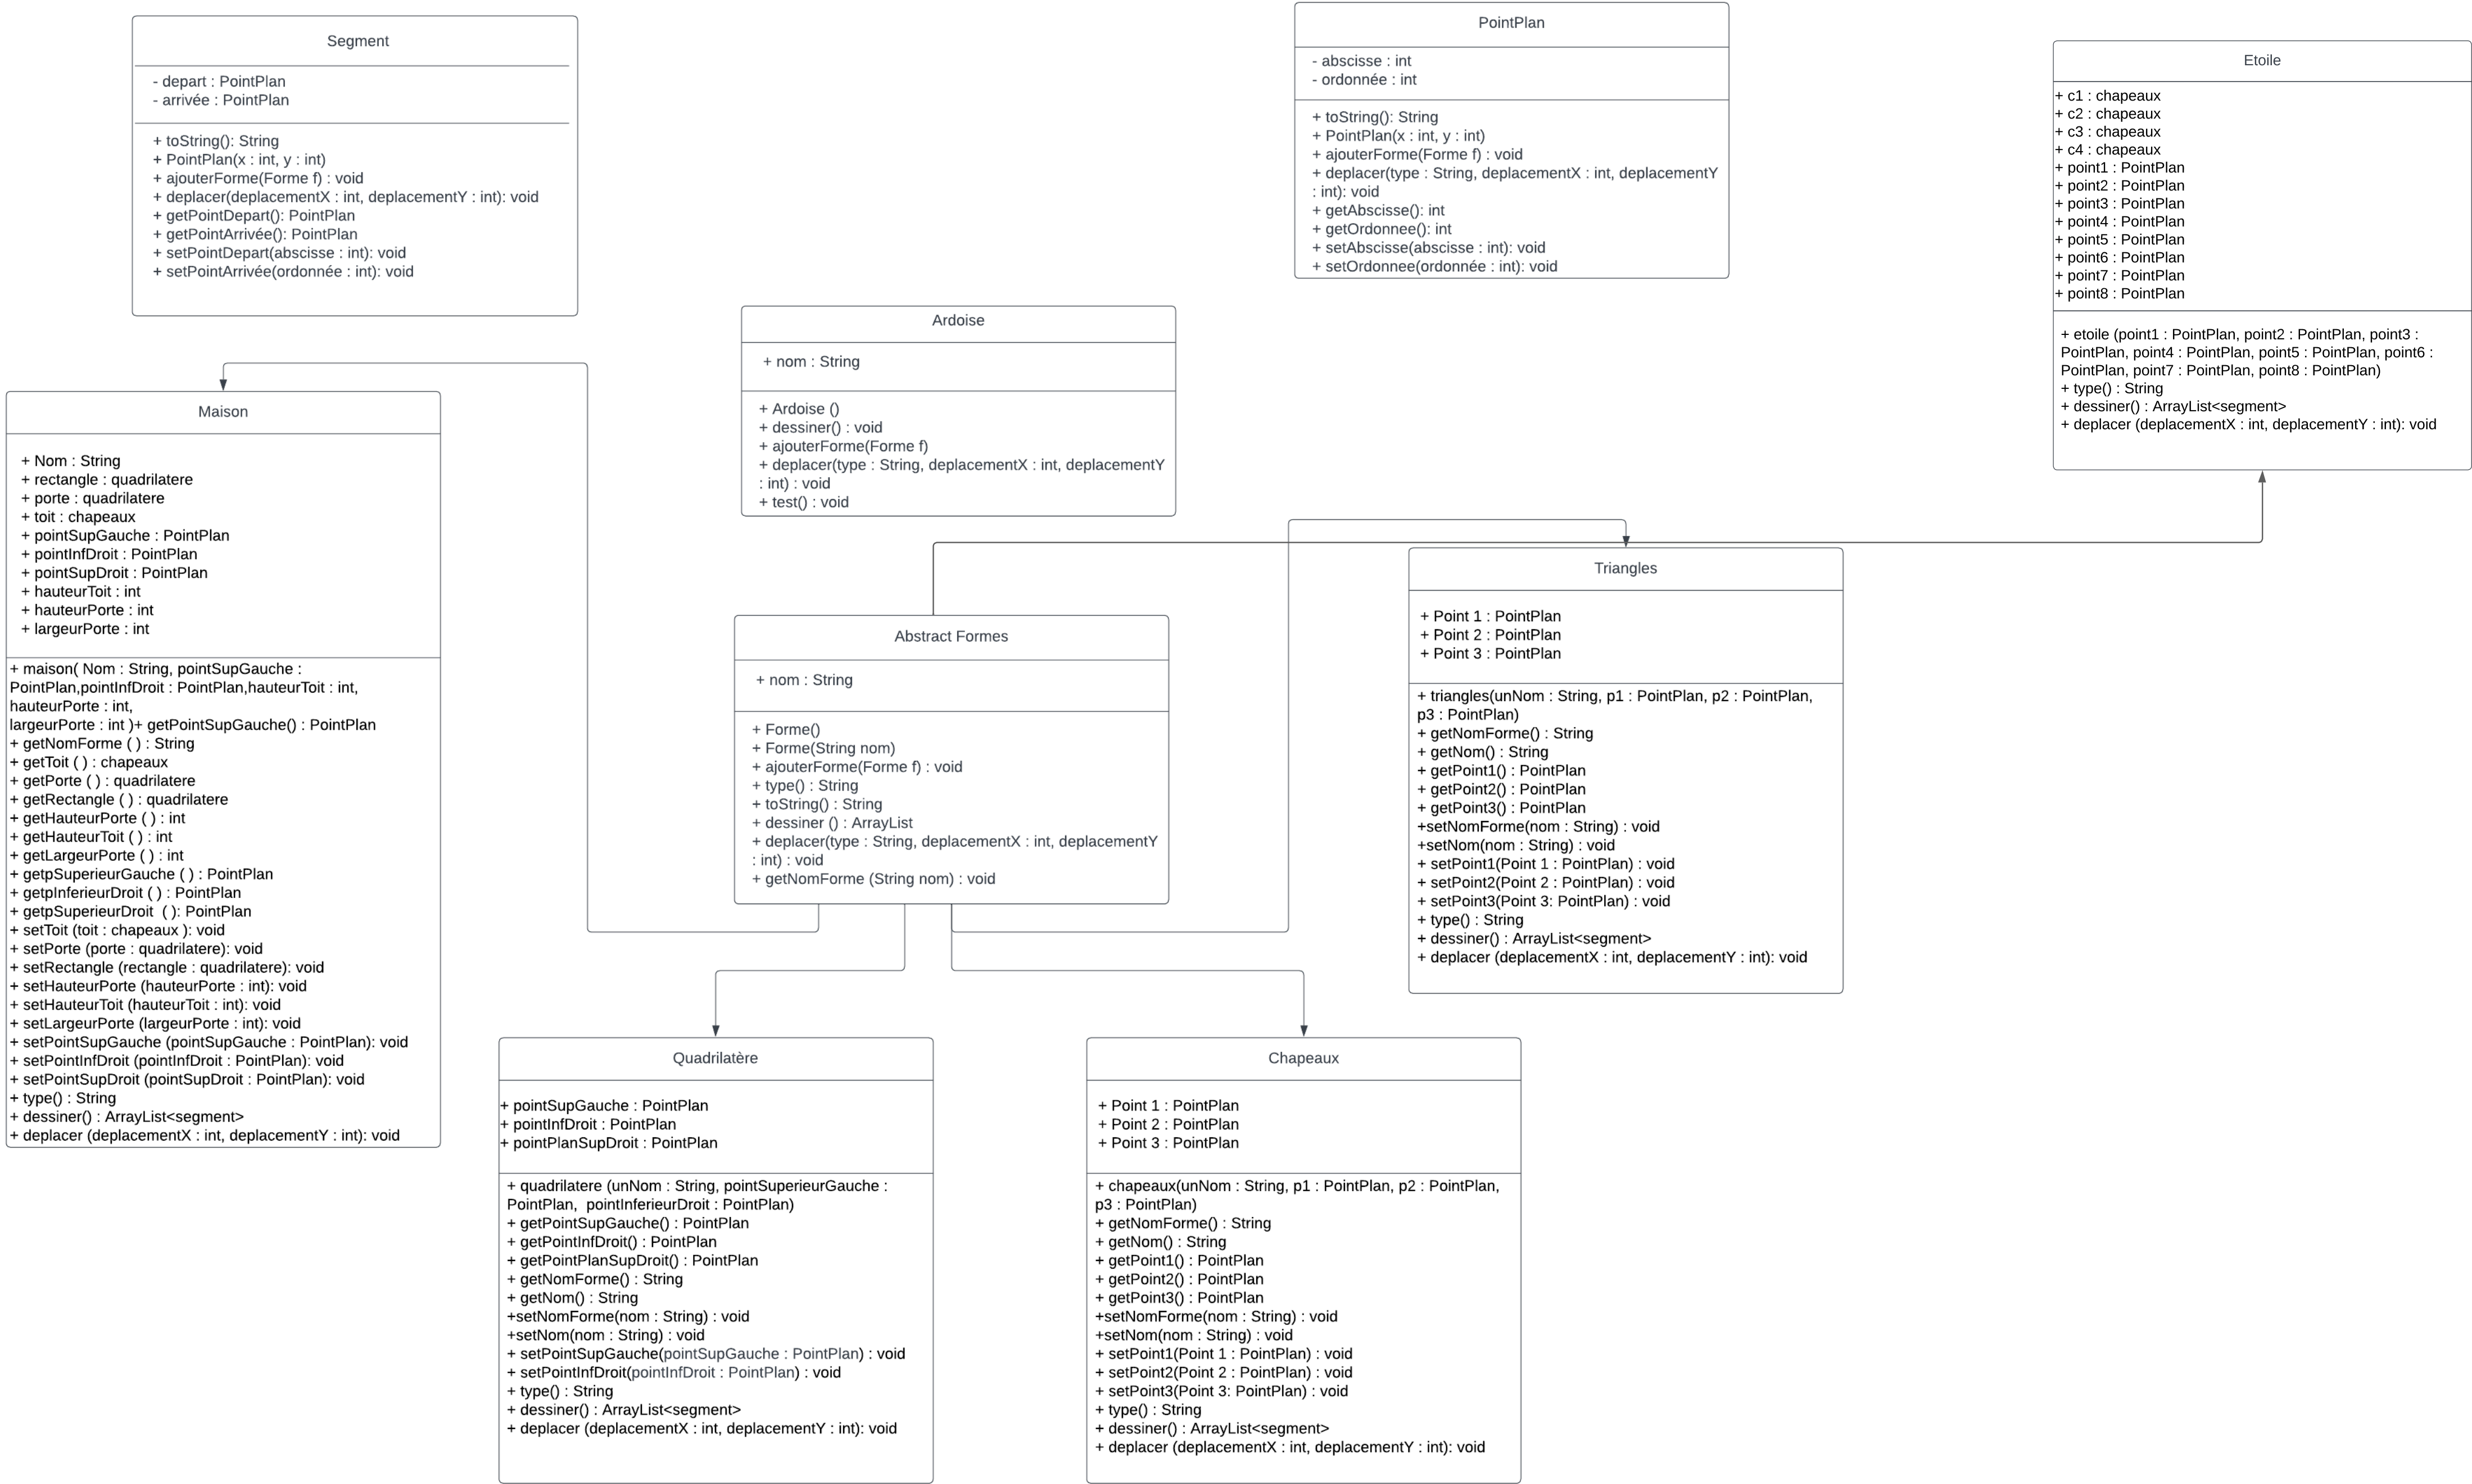 Segment
- depart : PointPlan
- arrivée : PointPlan
+ toString(): String
+ PointPlan(x : int, y : int)
+ ajouterForme(Forme f) : void
+ deplacer(deplacementX : int, deplacementY : int): void
+ getPointDepart(): PointPlan
+ getPointArrivée(): PointPlan
+ setPointDepart(abscisse : int): void
+ setPointArrivée(ordonnée : int): void
PointPlan
- abscisse : int
- ordonnée : int
+ toString(): String
+ PointPlan(x : int, y : int)
+ ajouterForme(Forme f) : void
+ deplacer(type : String, deplacementX : int, deplacementY
: int): void
+ getAbscisse(): int
+ getOrdonnee(): int
+ setAbscisse(abscisse : int): void
+ setOrdonnee(ordonnée : int): void
Etoile
+ c1 : chapeaux
+ c2 : chapeaux
+ c3 : chapeaux
+ c4 : chapeaux
+ point1 : PointPlan
+ point2 : PointPlan
+ point3 : PointPlan
+ point4 : PointPlan
+ point5 : PointPlan
+ point6 : PointPlan
+ point7 : PointPlan
+ point8 : PointPlan
+ etoile (point1 : PointPlan, point2 : PointPlan, point3 :
PointPlan, point4 : PointPlan, point5 : PointPlan, point6 :
PointPlan, point7 : PointPlan, point8 : PointPlan)
+ type() : String
+ dessiner() : ArrayList<segment>
+ deplacer (deplacementX : int, deplacementY : int): void
Ardoise
+ nom : String
+ Ardoise ()
+ dessiner() : void
+ ajouterForme(Forme f)
+ deplacer(type : String, deplacementX : int, deplacementY
: int) : void
+ test() : void
Maison
+ Nom : String
+ rectangle : quadrilatere
+ porte : quadrilatere
+ toit : chapeaux
+ pointSupGauche : PointPlan
+ pointInfDroit : PointPlan
+ pointSupDroit : PointPlan
+ hauteurToit : int
+ hauteurPorte : int
+ largeurPorte : int
+ maison( Nom : String, pointSupGauche :
PointPlan,pointInfDroit : PointPlan,hauteurToit : int,
hauteurPorte : int,
largeurPorte : int )+ getPointSupGauche() : PointPlan
+ getNomForme ( ) : String
+ getToit ( ) : chapeaux
+ getPorte ( ) : quadrilatere
+ getRectangle ( ) : quadrilatere
+ getHauteurPorte ( ) : int
+ getHauteurToit ( ) : int
+ getLargeurPorte ( ) : int
+ getpSuperieurGauche ( ) : PointPlan
+ getpInferieurDroit ( ) : PointPlan
+ getpSuperieurDroit  ( ): PointPlan
+ setToit (toit : chapeaux ): void
+ setPorte (porte : quadrilatere): void
+ setRectangle (rectangle : quadrilatere): void
+ setHauteurPorte (hauteurPorte : int): void
+ setHauteurToit (hauteurToit : int): void
+ setLargeurPorte (largeurPorte : int): void
+ setPointSupGauche (pointSupGauche : PointPlan): void
+ setPointInfDroit (pointInfDroit : PointPlan): void
+ setPointSupDroit (pointSupDroit : PointPlan): void
+ type() : String
+ dessiner() : ArrayList<segment>
+ deplacer (deplacementX : int, deplacementY : int): void
Abstract Formes
+ nom : String
+ Forme()
+ Forme(String nom)
+ ajouterForme(Forme f) : void
+ type() : String
+ toString() : String
+ dessiner () : ArrayList
+ deplacer(type : String, deplacementX : int, deplacementY
: int) : void
+ getNomForme (String nom) : void
Triangles
+ Point 1 : PointPlan
+ Point 2 : PointPlan
+ Point 3 : PointPlan
+ triangles(unNom : String, p1 : PointPlan, p2 : PointPlan,
p3 : PointPlan)
+ getNomForme() : String
+ getNom() : String
+ getPoint1() : PointPlan
+ getPoint2() : PointPlan
+ getPoint3() : PointPlan
+setNomForme(nom : String) : void
+setNom(nom : String) : void
+ setPoint1(Point 1 : PointPlan) : void
+ setPoint2(Point 2 : PointPlan) : void
+ setPoint3(Point 3: PointPlan) : void
+ type() : String
+ dessiner() : ArrayList<segment>
+ deplacer (deplacementX : int, deplacementY : int): void
Quadrilatère
+ pointSupGauche : PointPlan
+ pointInfDroit : PointPlan
+ pointPlanSupDroit : PointPlan
+ quadrilatere (unNom : String, pointSuperieurGauche :
PointPlan,  pointInferieurDroit : PointPlan)
+ getPointSupGauche() : PointPlan
+ getPointInfDroit() : PointPlan
+ getPointPlanSupDroit() : PointPlan
+ getNomForme() : String
+ getNom() : String
+setNomForme(nom : String) : void
+setNom(nom : String) : void
+ setPointSupGauche(pointSupGauche : PointPlan) : void
+ setPointInfDroit(pointInfDroit : PointPlan) : void
+ type() : String
+ dessiner() : ArrayList<segment>
+ deplacer (deplacementX : int, deplacementY : int): void
Chapeaux
+ Point 1 : PointPlan
+ Point 2 : PointPlan
+ Point 3 : PointPlan
+ chapeaux(unNom : String, p1 : PointPlan, p2 : PointPlan,
p3 : PointPlan)
+ getNomForme() : String
+ getNom() : String
+ getPoint1() : PointPlan
+ getPoint2() : PointPlan
+ getPoint3() : PointPlan
+setNomForme(nom : String) : void
+setNom(nom : String) : void
+ setPoint1(Point 1 : PointPlan) : void
+ setPoint2(Point 2 : PointPlan) : void
+ setPoint3(Point 3: PointPlan) : void
+ type() : String
+ dessiner() : ArrayList<segment>
+ deplacer (deplacementX : int, deplacementY : int): void